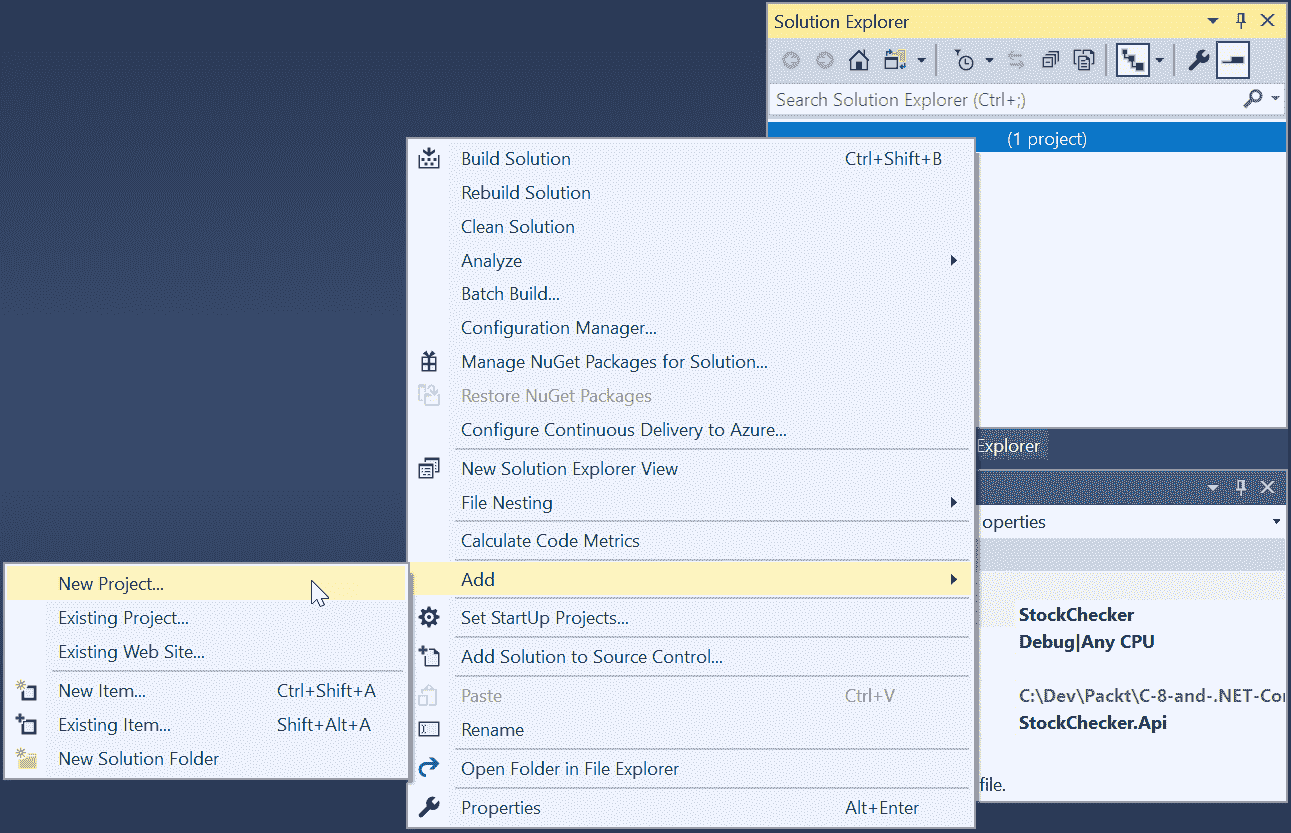 Solution Explorer
Search Solution Explorer (Ctrl+;)
(1 project)
Build Solution Ctrl+Shift+B
Rebuild Solution
Clean Solution
Analyze
Batch Build...
Configuration Manager...
Manage NuGet Packages for Solution...
Restore NuGet Packages
Configure Continuous Delivery to Azure...
New Solution Explorer View
File Nesting
Calculate Code Metrics
Add
Set StartUp Projects...
Add Solution to Source Control...
Paste Ctrl+V
Rename
Open Folder in File Explorer
Properties Alt+Enter
New Project...
Existing Project...
Existing Web Site...
New Item... Ctrl+Shift+A
Existing Item... Shift+Alt+A
New Solution Folder
Explorer
operties
StockChecker
Debug|Any CPU
C:\Dev\Packt\C-8-and-.NET-Cor
StockChecker.Api
file.